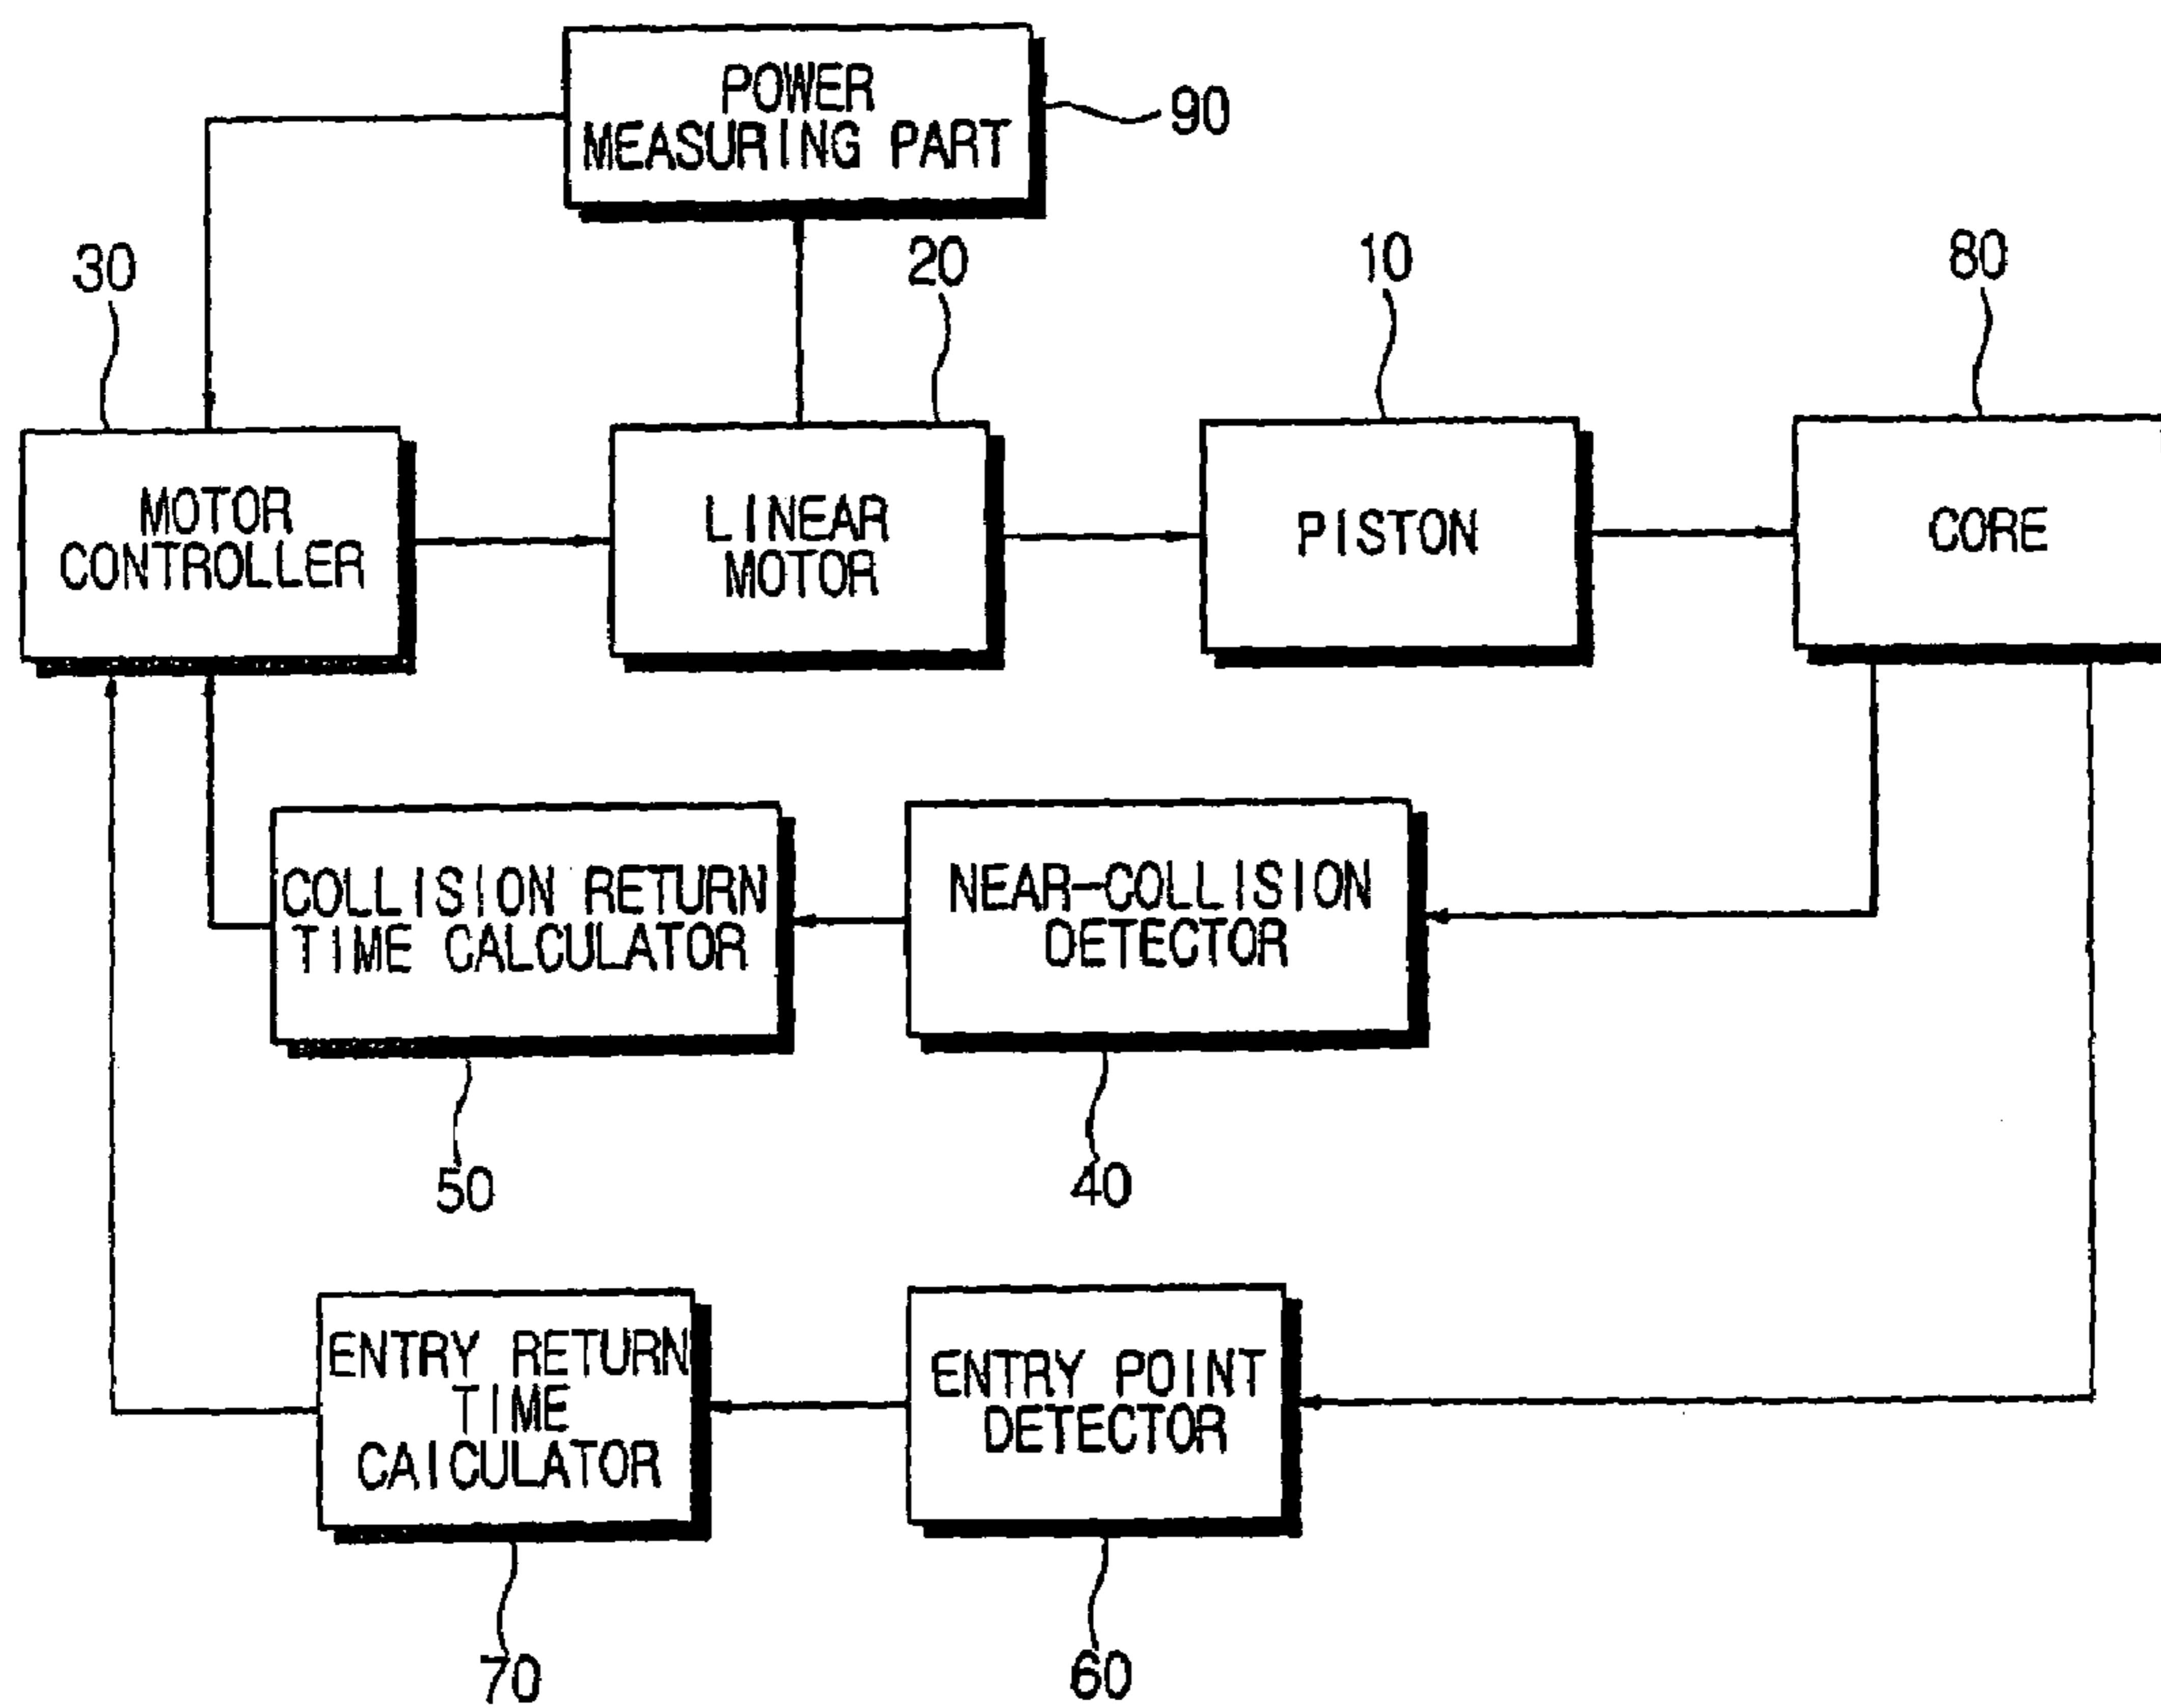 POWER
MEASURING PART
90
30
20
10
80
MOTOR
CONTROLLER
LINEAR
MOTOR
PISTON
CORE
COLLISION RETURN
TIME CALCULATOR
NEAR-COLLISION
DETECTOR
50
40
ENTRY RETURN
TIME
CAICULATOR
ENTRY POINT
DETECTOR
70
60